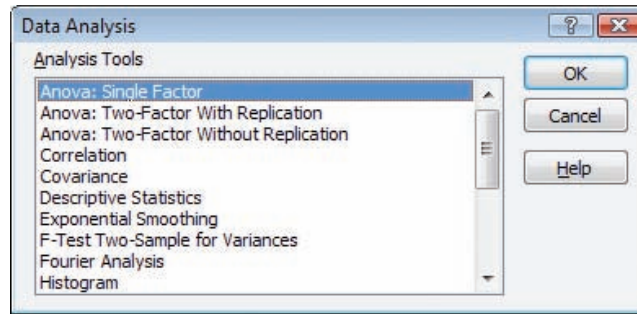 Data Analysis
?
Analysis Tools
Anova: Single Factor
Anova: Two-Factor With Replication
Anova: Two-Factor Without Replication
Correlation
Covariance
Descriptive Statistics
Exponential Smoothing
F-Test Two-Sample for Variances
Fourier Analysis
Histogram
OK
Cancel
Help